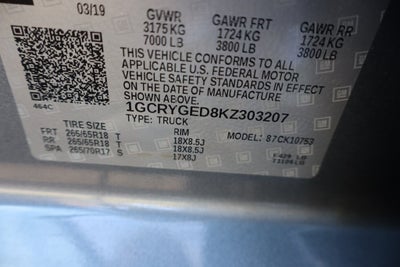 03/19
GVWR GAWR FRT GAWR RR
3175 KG 1724 KG 1724 KG
7000 LB 3800 LB 3800 LB
THIS VEHICLE CONFORMS TO ALL
APPLICABLE U.S. FEDERAL MOTOR
VEHICLE SAFETY STANDARDS IN EFFECT
ON THE DATE OF MANUFACTURE
SHOWN ABOVE.
1GCRYGED8KZ303207
464C TYPE: TRUCK
TIRE SIZE RIM MODEL: 87CK10753
FRT 265/65R18 T 18X8.5J
RR 265/65R18 T 18X8.5J
SPA 265/70R17 S 17X8J